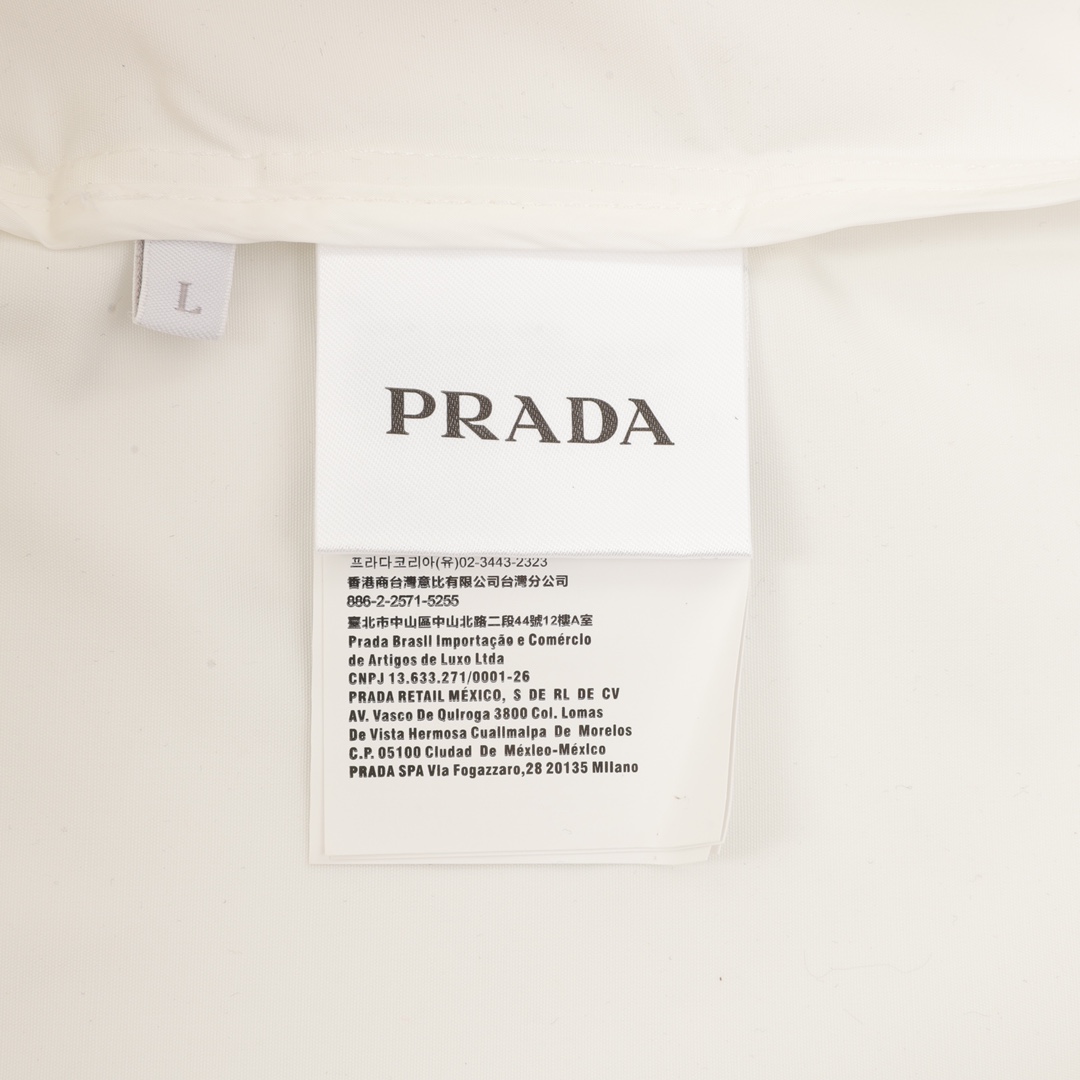 L
PRADA
프라다코리아(유)02-3443-2323
香港商台灣意比有限公司台灣分公司
886-2-2571-5255
臺北市中山區中山北路二段44號12樓A室
Prada Brasil Importação e Comércio
de Artigos de Luxo Ltda
CNPJ 13.633.271/0001-26
PRADA RETAIL MÉXICO, S DE RL DE CV
AV. Vasco De Quiroga 3800 Col. Lomas
De Vista Hermosa Cuallmalpa De Morelos
C.P. 05100 Cludad De Méxleo-México
PRADA SPA VIa Fogazzaro,28 20135 MIlano